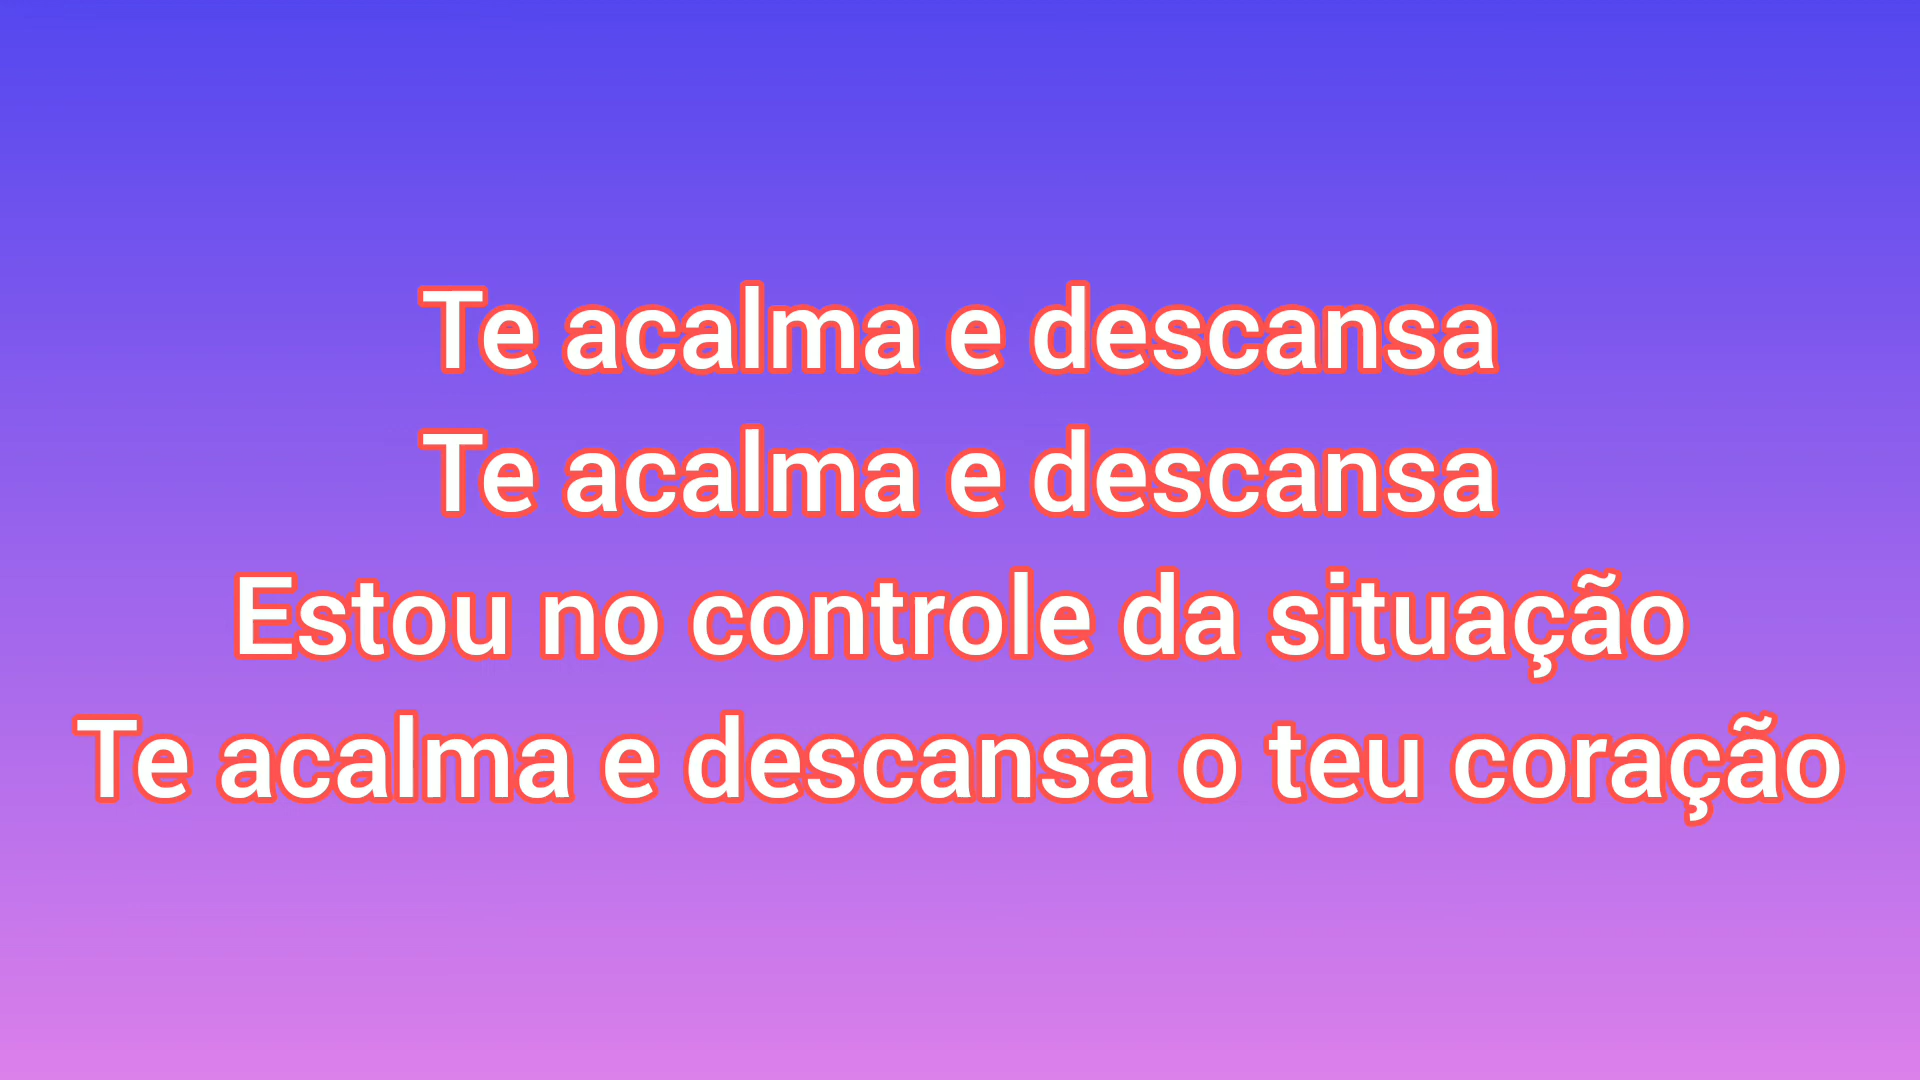 Te acalma e descansa
Te acalma e descansa
Estou no controle da situação
Te acalma e descansa o teu coração